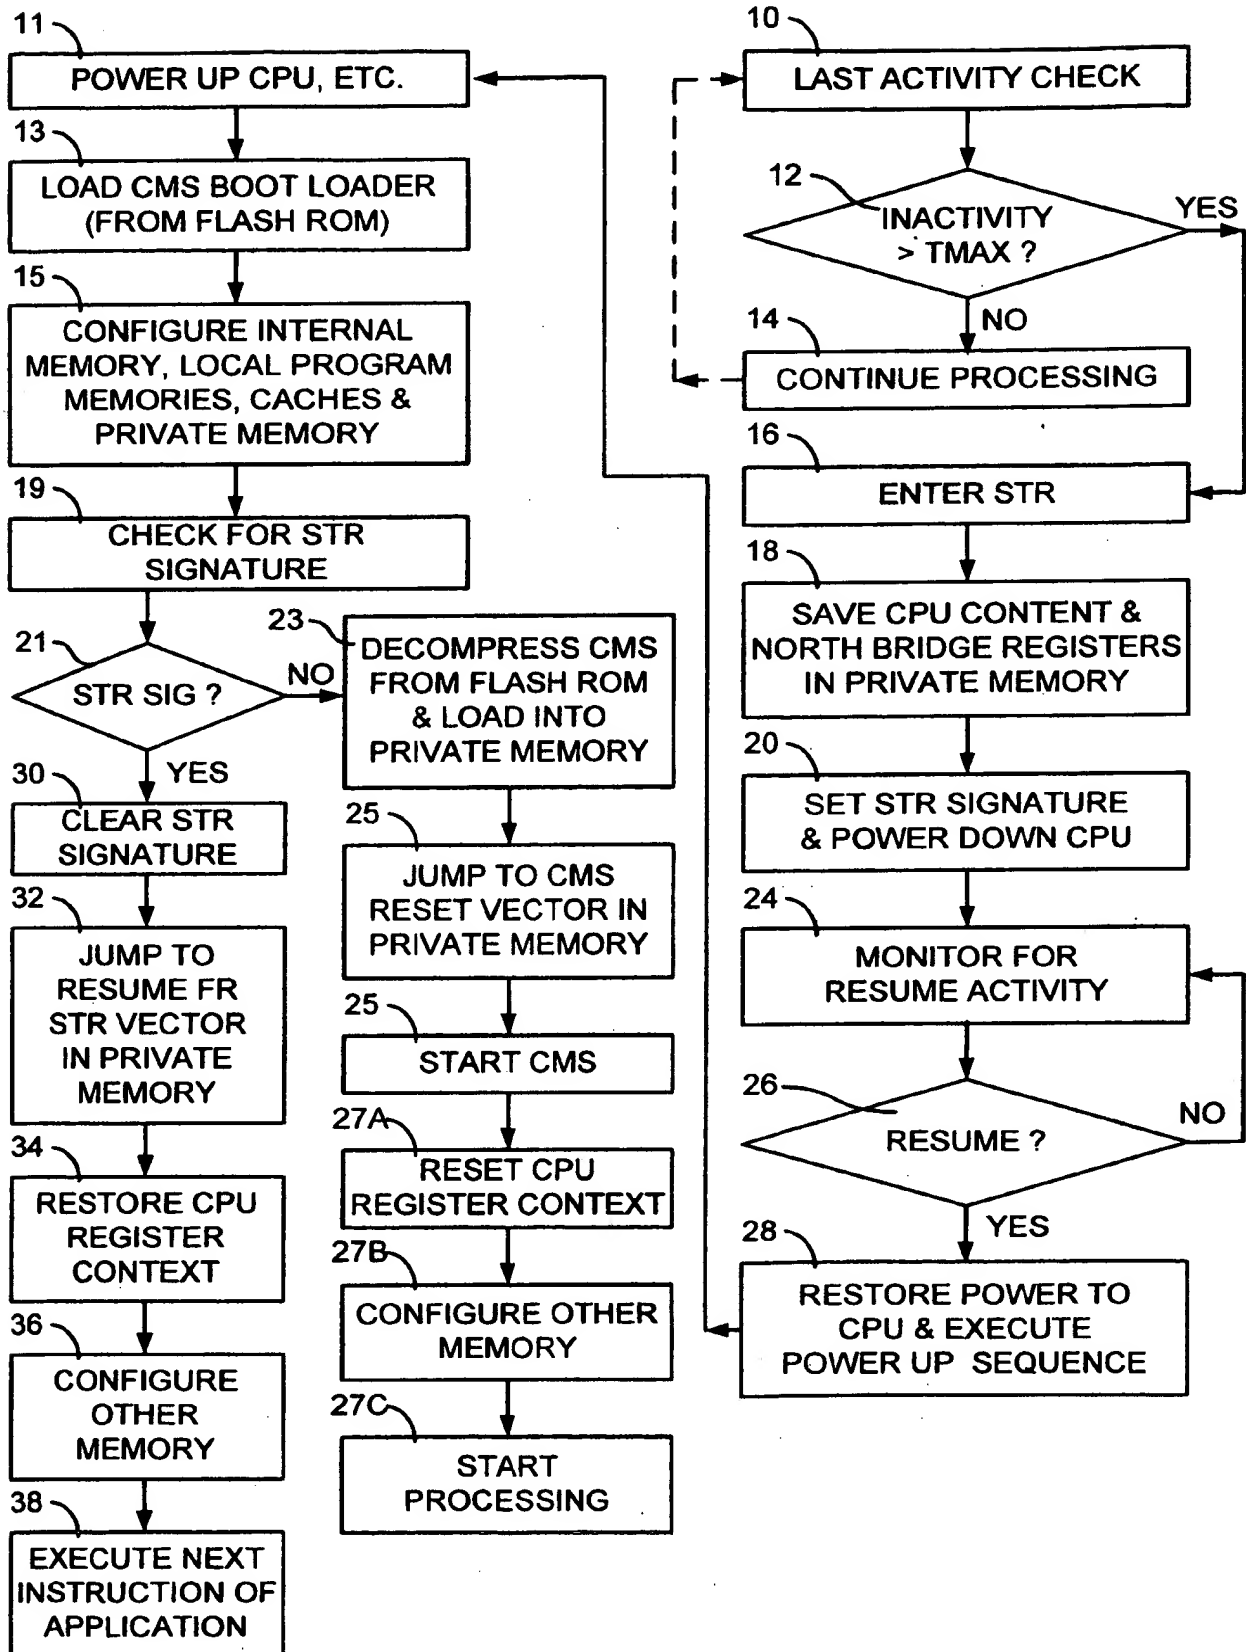 11
POWER UP CPU, ETC.
13
LOAD CMS BOOT LOADER
(FROM FLASH ROM)
15
CONFIGURE INTERNAL
MEMORY, LOCAL PROGRAM
MEMORIES, CACHES &
PRIVATE MEMORY
19
CHECK FOR STR
SIGNATURE
21
STR SIG ?
NO
YES
30
CLEAR STR
SIGNATURE
32
JUMP TO
RESUME FR
STR VECTOR
IN PRIVATE
MEMORY
34
RESTORE CPU
REGISTER
CONTEXT
36
CONFIGURE
OTHER
MEMORY
38
EXECUTE NEXT
INSTRUCTION OF
APPLICATION
23
DECOMPRESS CMS
FROM FLASH ROM
& LOAD INTO
PRIVATE MEMORY
25
JUMP TO CMS
RESET VECTOR IN
PRIVATE MEMORY
25
START CMS
27A
RESET CPU
REGISTER CONTEXT
27B
CONFIGURE OTHER
MEMORY
27C
START
PROCESSING
10
LAST ACTIVITY CHECK
12
INACTIVITY
> TMAX ?
YES
NO
14
CONTINUE PROCESSING
16
ENTER STR
18
SAVE CPU CONTENT &
NORTH BRIDGE REGISTERS
IN PRIVATE MEMORY
20
SET STR SIGNATURE
& POWER DOWN CPU
24
MONITOR FOR
RESUME ACTIVITY
26
RESUME ?
NO
YES
28
RESTORE POWER TO
CPU & EXECUTE
POWER UP SEQUENCE